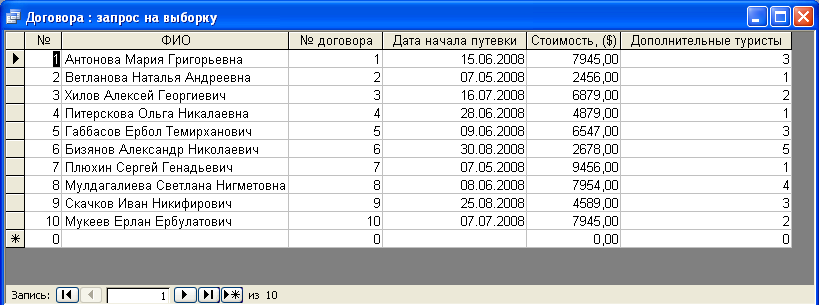 Договора : запрос на выборку
№ ФИО № договора Дата начала путевки Стоимость, ($) Дополнительные туристы
1 Антонова Мария Григорьевна 1 15.06.2008 7945,00 3
2 Ветланова Наталья Андреевна 2 07.05.2008 2456,00 1
3 Хилов Алексей Георгиевич 3 16.07.2008 6879,00 2
4 Питерскова ОльгаНикалаевна 4 28.06.2008 4879,00 1
5 Габбасов Ербол Темирханович 5 09.06.2008 6547,00 3
6 Бизянов Александр Николаевич 6 30.08.2008 2678,00 5
7 Плюхин Сергей Генадьевич 7 07.05.2008 9456,00 1
8 Мулдагалиева Светлана Нигметовна 8 08.06.2008 7954,00 4
9 Скачков Иван Никифирович 9 25.08.2008 4589,00 3
10 Мукеев Ерлан Ербулатович 10 07.07.2008 7945,00 2
0 0 0,00 0
Запись: 1 из 10